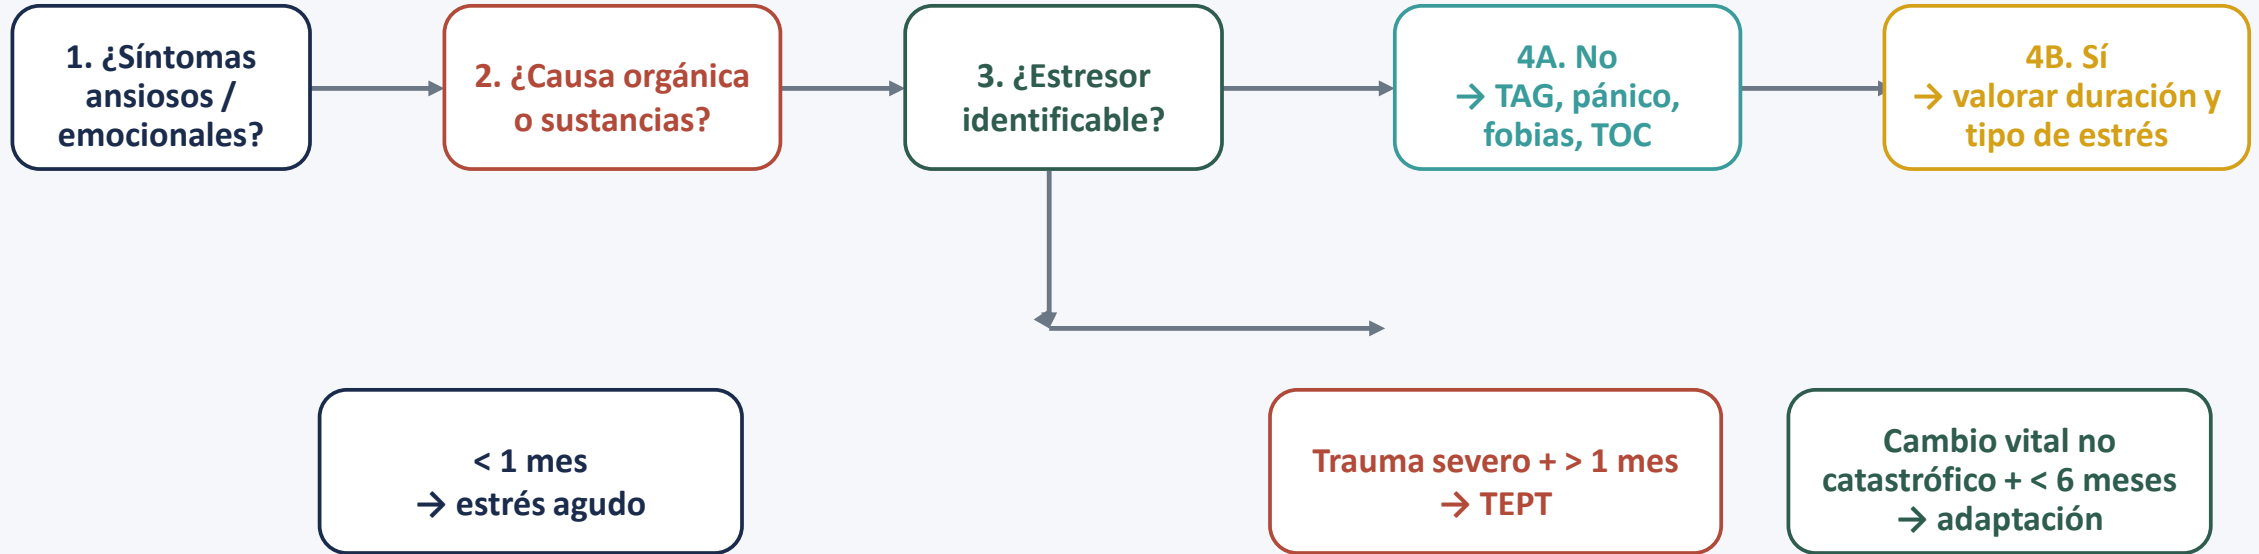 1. ¿Síntomas
ansiosos /
emocionales?
2. ¿Causa orgánica
o sustancias?
3. ¿Estresor
identificable?
4A. No
→ TAG, pánico,
fobias, TOC
4B. Sí
→ valorar duración y
tipo de estrés
< 1 mes
→ estrés agudo
Trauma severo + > 1 mes
→ TEPT
Cambio vital no
catastrófico + < 6 meses
→ adaptación